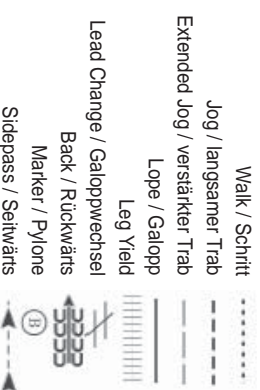 Walk / Schritt
Jog / langsamer Trab
Extended Jog / verstärkter Trab
Lope / Galopp
Leg Yield
Lead Change / Galoppwechsel
Back / Rückwärts
Marker / Pylone
B
Sidepass / Seitwärts